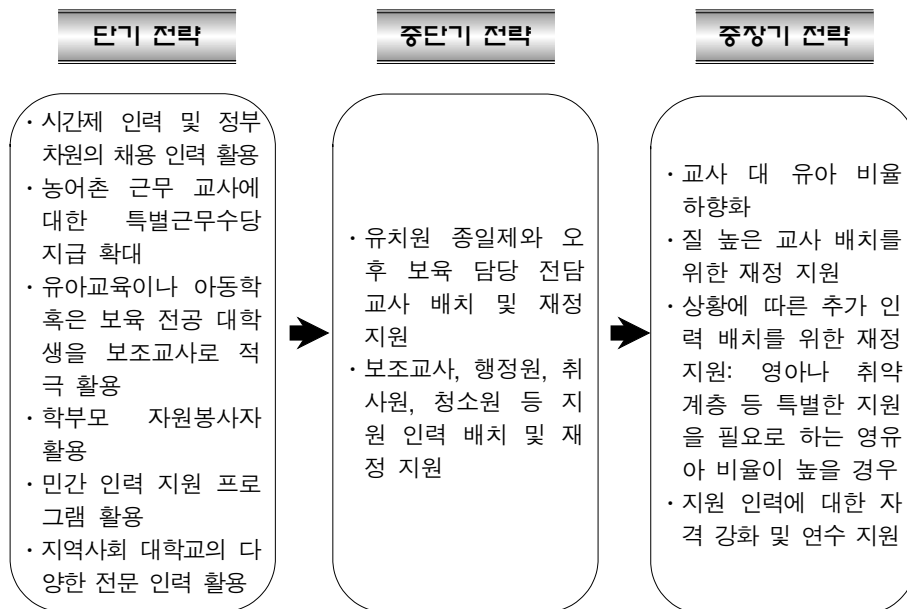 단기 전략
중단기 전략
중장기 전략
· 시간제 인력 및 정부
차원의 채용 인력 활용
· 농어촌 근무 교사에
대한 특별근무수당
지급 확대
· 유아교육이나 아동학
혹은 보육 전공 대학
생을 보조교사로 적
극 활용
· 학부모 자원봉사자
활용
· 민간 인력 지원 프로
그램 활용
· 지역사회 대학교의 다
양한 전문 인력 활용
· 유치원 종일제와 오
후 보육 담당 전담
교사 배치 및 재정
지원
· 보조교사, 행정원, 취
사원, 청소원 등 지
원 인력 배치 및 재
정 지원
· 교사 대 유아 비율
하향화
· 질 높은 교사 배치를
위한 재정 지원
· 상황에 따른 추가 인
력 배치를 위한 재정
지원: 영아나 취약
계층 등 특별한 지원
을 필요로 하는 영유
아 비율이 높을 경우
· 지원 인력에 대한 자
격 강화 및 연수 지원